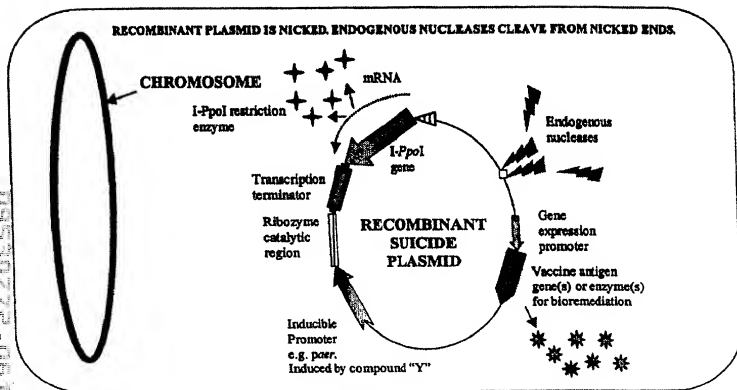 RECOMBINANT PLASMID IS NICKED. ENDOGENOUS NUCLEASES CLEAVE FROM NICKED ENDS.
CHROMOSOME
mRNA
I-PpoI restriction
enzyme
I-PpoI
gene
Endogenous
nucleases
Transcription
terminator
Ribozyme
catalytic
region
RECOMBINANT
SUICIDE
PLASMID
Gene
expression
promoter
Vaccine antigen
gene(s) or enzyme(s)
for bioremediation
Inducible
Promoter
e.g. paer.
Induced by compound "Y"